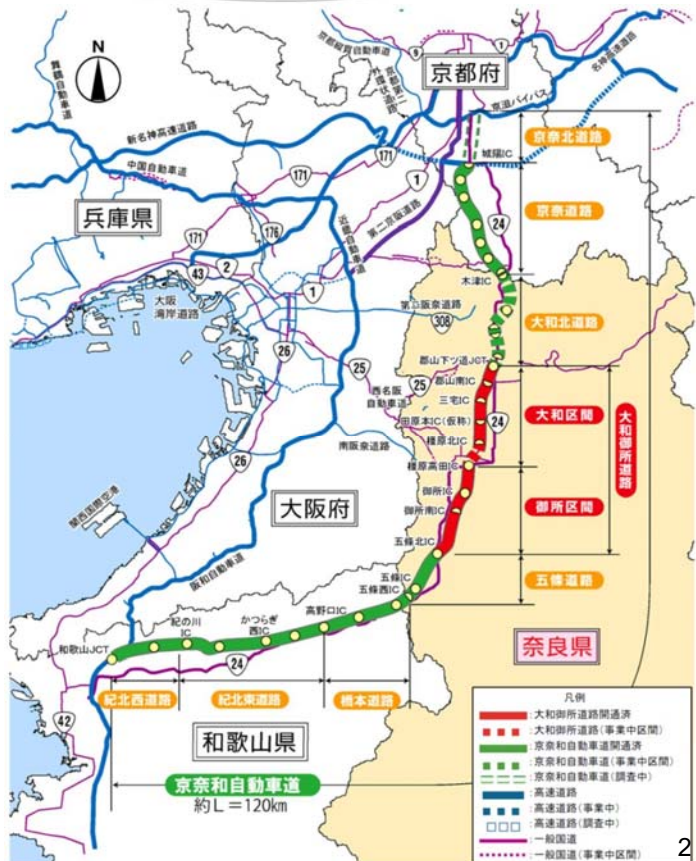 N
舞鶴自動車道
京都縦貫自動車道
9
1
京都第二外環状道路
京都府
名神高速道路
京滋バイパス
新名神高速道路
171
城陽IC
京奈北道路
中国自動車道
171
1
兵庫県
176
第二京阪道路
近畿自動車道
24
京奈道路
171
43
2
1
木津IC
大阪湾岸道路
第二阪奈道路
308
大和北道路
26
郡山下ツ道JCT
25
25
郡山南IC
西名阪自動車道
三宅IC
田原本IC(仮称)
24
大和区間
橿原北IC
大和御所道路
26
南阪奈道路
橿原高田IC
関西国際空港
大阪府
御所IC
御所南IC
御所区間
阪和自動車道
五條北IC
五條IC
五條西IC
五條道路
高野口IC
かつらぎ西IC
紀の川IC
和歌山JCT
24
奈良県
紀北西道路
紀北東道路
橋本道路
42
和歌山県
京奈和自動車道
約L=120km
凡例
:大和御所道路開通済
:大和御所道路(事業中区間)
:京奈和自動車道開通済
:京奈和自動車道(事業中区間)
:京奈和自動車道(調査中)
:高速道路
:高速道路(事業中)
:高速道路(調査中)
:一般国道
:一般国道(事業中区間)
2